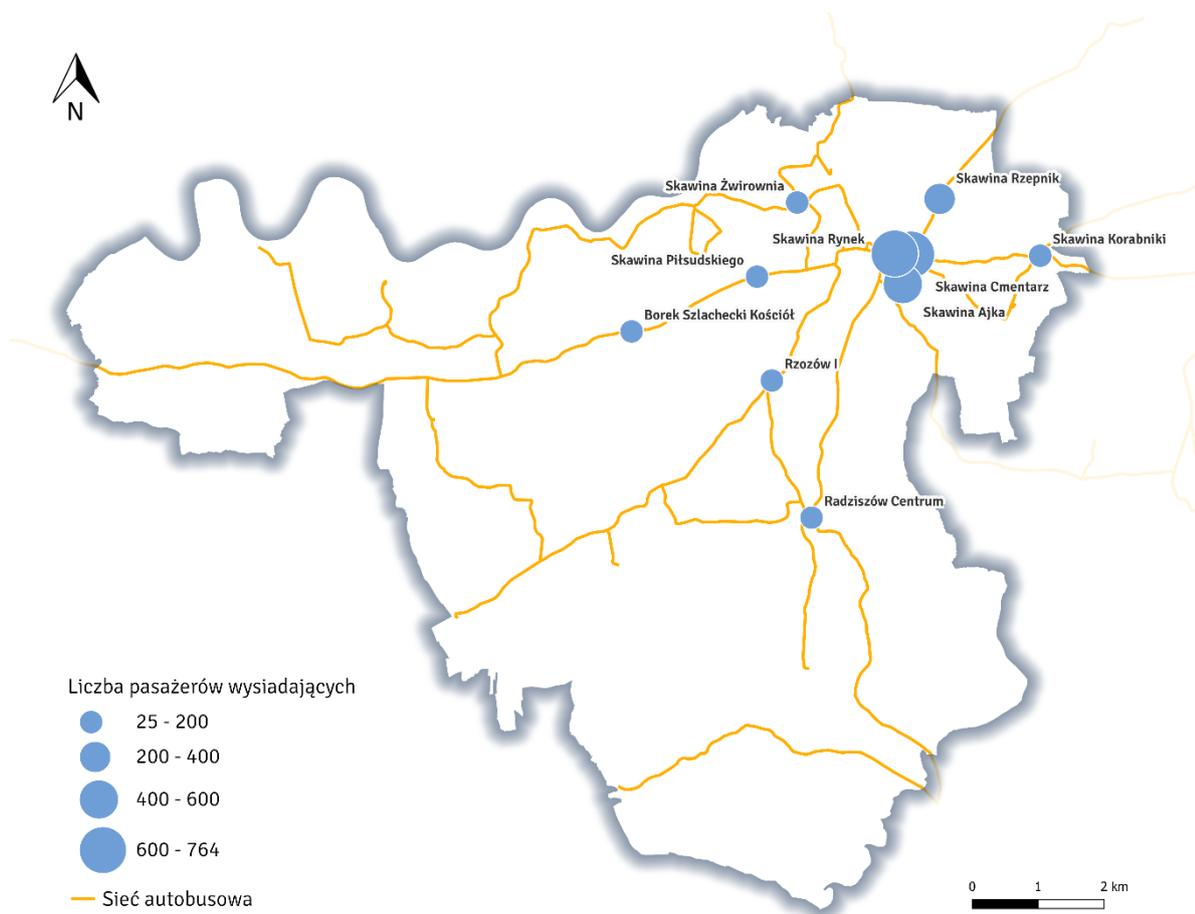 N
Skawina Żwirownia
Skawina Rzepnik
Skawina Rynek
Skawina Korabniki
Skawina Piłsudskiego
Skawina Cmentarz
Borek Szlachecki Kościół
Skawina Ajka
Rzozów I
Radziszów Centrum
Liczba pasażerów wysiadających
25 - 200
200 - 400
400 - 600
600 - 764
Sieć autobusowa
0 1 2 km